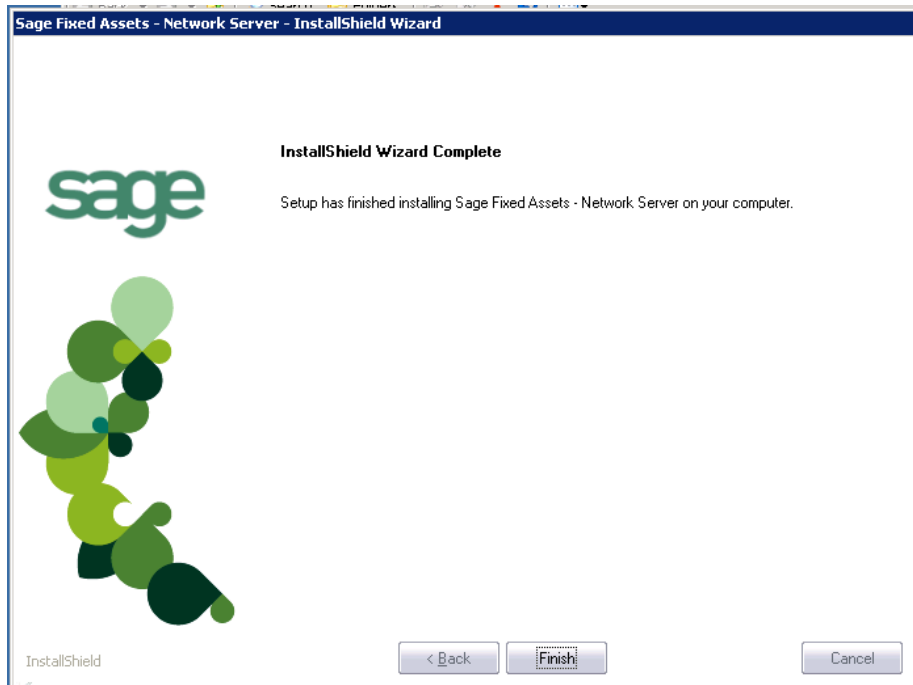 Sage Fixed Assets - Network Server - InstallShield Wizard
InstallShield Wizard Complete
sage
Setup has finished installing Sage Fixed Assets - Network Server on your computer.
InstallShield
< Back
Finish
Cancel